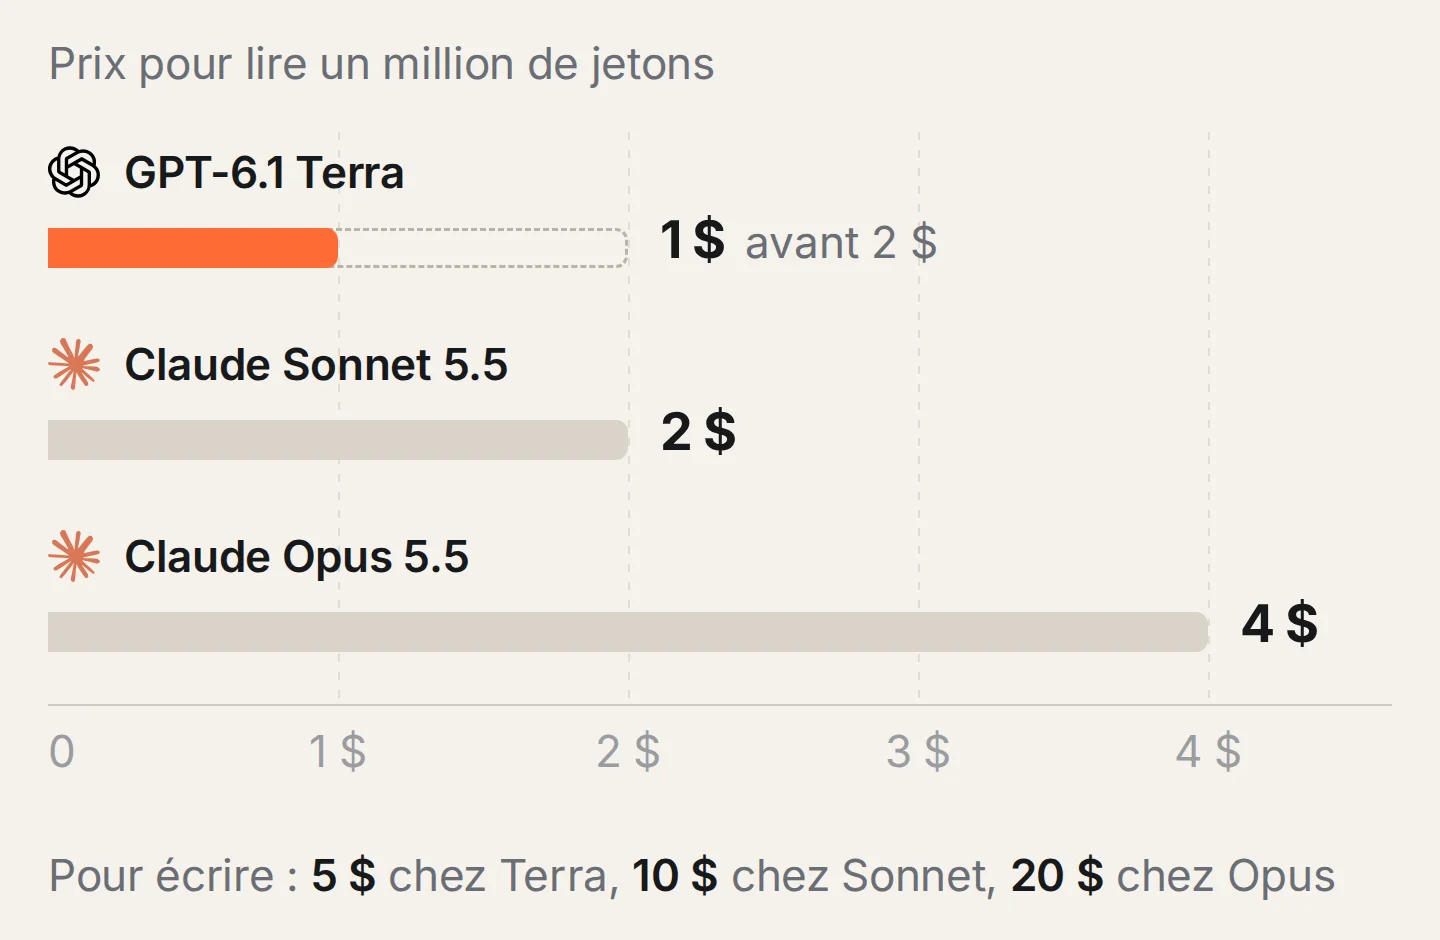 Prix pour lire un million de jetons
GPT-6.1 Terra
1 $ avant 2 $
Claude Sonnet 5.5
2 $
Claude Opus 5.5
4 $
0 1 $ 2 $ 3 $ 4 $
Pour écrire : 5 $ chez Terra, 10 $ chez Sonnet, 20 $ chez Opus